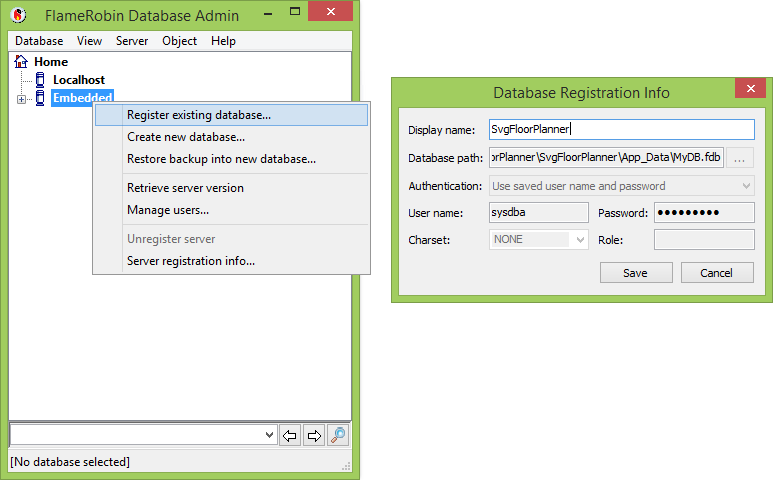 FlameRobin Database Admin
Database View Server Object Help
Home
Localhost
Embedded
Register existing database...
Create new database...
Restore backup into new database...
Retrieve server version
Manage users...
Unregister server
Server registration info...
[No database selected]
Database Registration Info
Display name: SvgFloorPlanner
Database path: orPlanner\SvgFloorPlanner\App_Data\MyDB.fdb ...
Authentication: Use saved user name and password
User name: sysdba Password: •••••••••
Charset: NONE Role:
Save Cancel